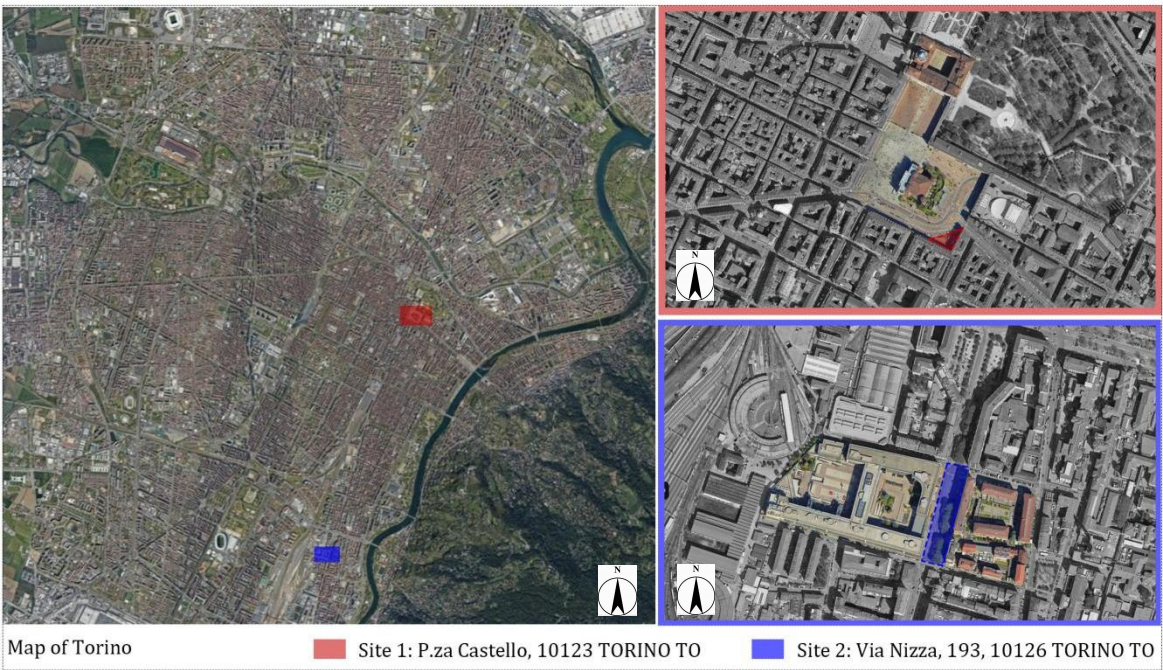 N
N
N
Map of Torino
Site 1: P.za Castello, 10123 TORINO TO
Site 2: Via Nizza, 193, 10126 TORINO TO